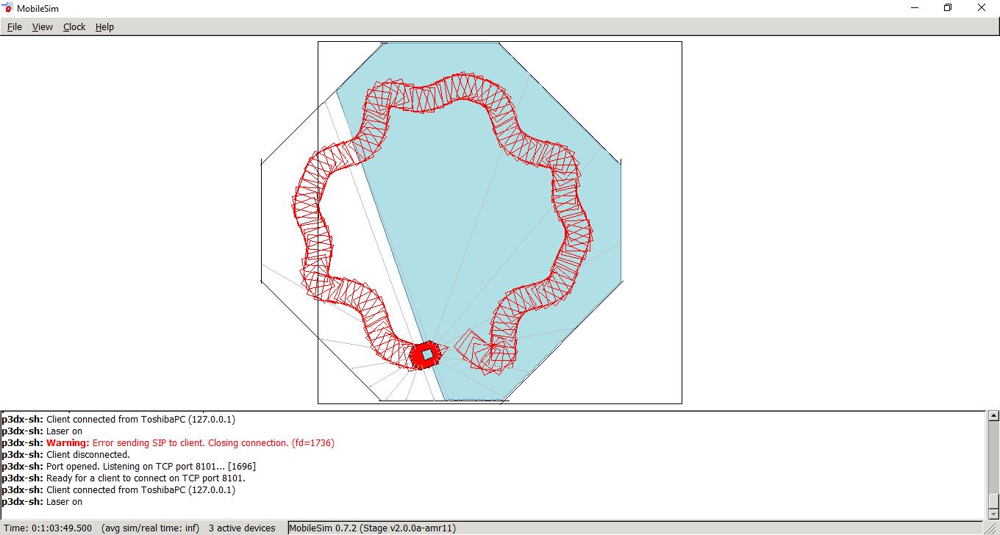 MobileSim
File View Clock Help
p3dx-sh: Client connected from ToshibaPC (127.0.0.1)
p3dx-sh: Laser on
p3dx-sh: Warning: Error sending SIP to client. Closing connection. (fd=1736)
p3dx-sh: Client disconnected.
p3dx-sh: Port opened. Listening on TCP port 8101... [1696]
p3dx-sh: Ready for a client to connect on TCP port 8101.
p3dx-sh: Client connected from ToshibaPC (127.0.0.1)
p3dx-sh: Laser on
Time: 0:1:03:49.500 (avg sim/real time: inf) 3 active devices MobileSim 0.7.2 (Stage v2.0.0a-amr11)